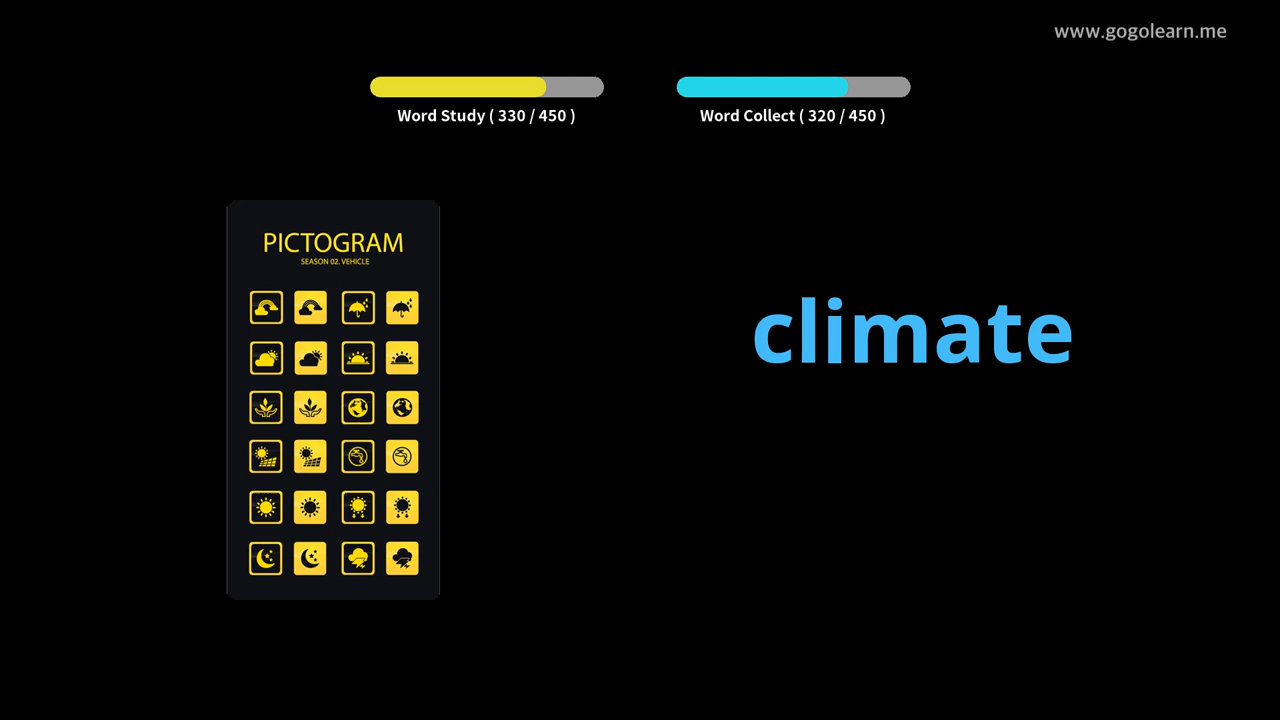 www.gogolearn.me
Word Study ( 330 / 450 )
Word Collect ( 320 / 450 )
PICTOGRAM
SEASON 02. VEHICLE
climate